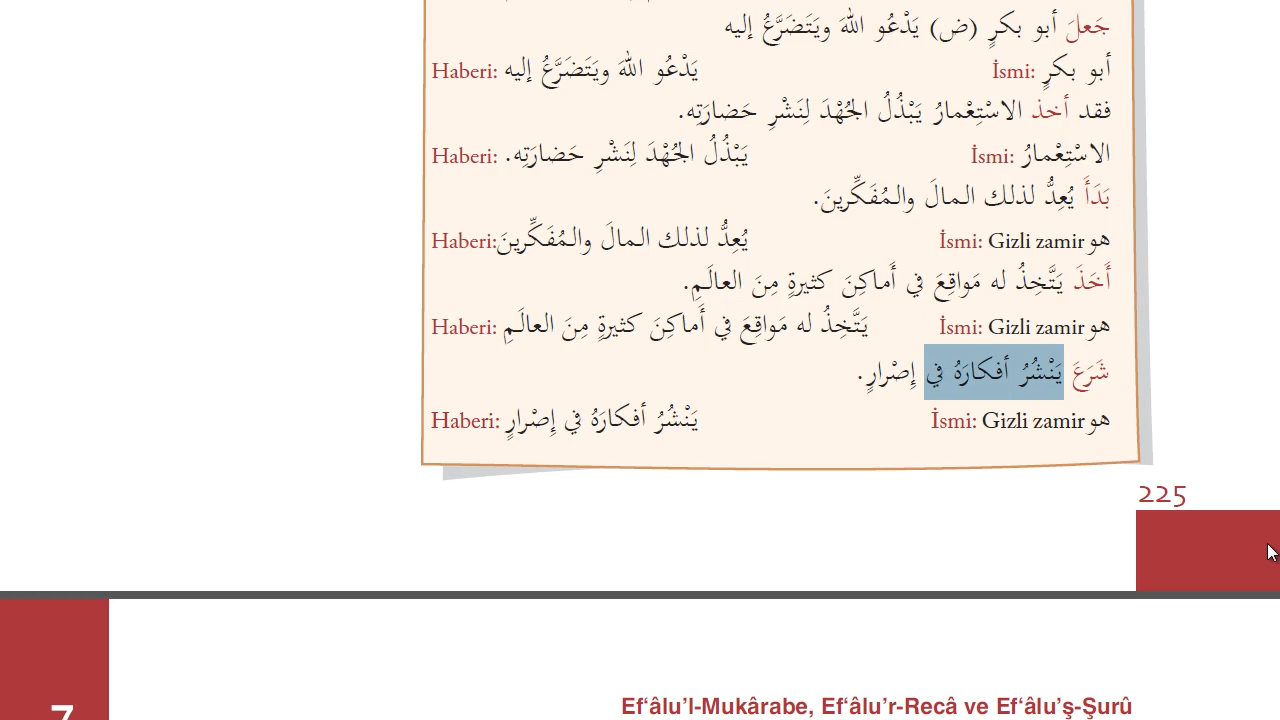 جَعلَ أبو بكرٍ (ض) يَدْعُو اللهَ ويَتَضَرَّعُ إليه
İsmi: أبو بكرٍ Haberi: يَدْعُو اللهَ ويَتَضَرَّعُ إليه
فقد أخذ الاسْتِعْمارُ يَبْذُلُ الجُهْدَ لِنَشْرِ حَضارَتِه.
İsmi: الاسْتِعْمارُ Haberi: يَبْذُلُ الجُهْدَ لِنَشْرِ حَضارَتِه.
بَدَأَ يُعِدُّ لذلك المالَ والمُفَكِّرينَ.
İsmi: Gizli zamir هو Haberi: يُعِدُّ لذلك المالَ والمُفَكِّرينَ
أَخَذَ يَتَّخِذُ له مَواقِعَ في أَماكِنَ كثيرةٍ مِنَ العالَمِ.
İsmi: Gizli zamir هو Haberi: يَتَّخِذُ له مَواقِعَ في أَماكِنَ كثيرةٍ مِنَ العالَمِ
شَرَعَ يَنْشُرُ أفكارَهُ في إِصْرارٍ.
İsmi: Gizli zamir هو Haberi: يَنْشُرُ أفكارَهُ في إِصْرارٍ
225
7
Ef‘âlu’l-Mukârabe, Ef‘âlu’r-Recâ ve Ef‘âlu’ş-Şurû